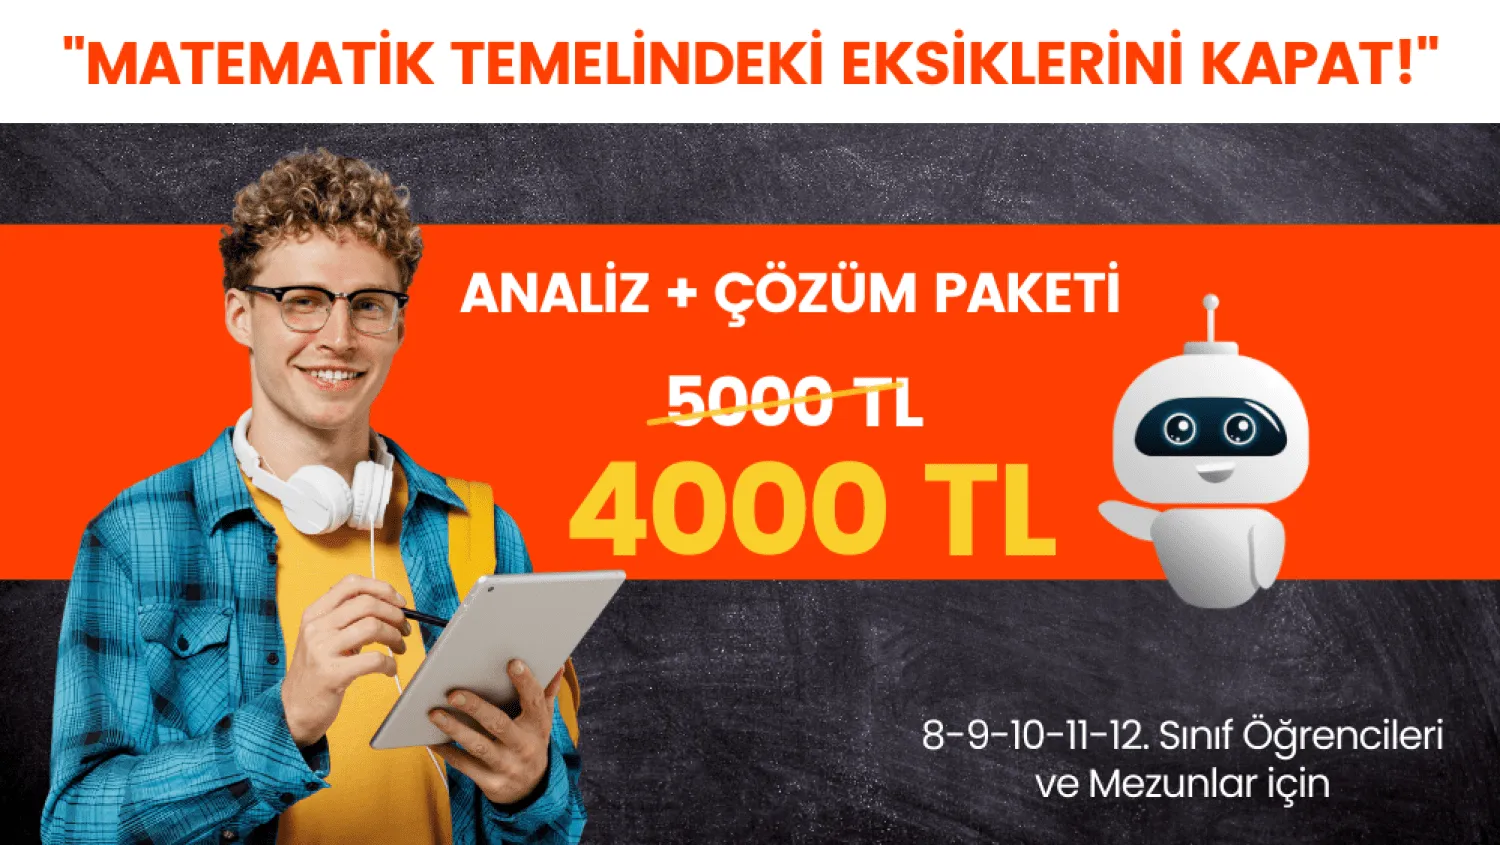 "MATEMATİK TEMELİNDEKİ EKSİKLERİNİ KAPAT!"
ANALİZ + ÇÖZÜM PAKETİ
5000 TL
4000 TL
8-9-10-11-12. Sınıf Öğrencileri
ve Mezunlar için